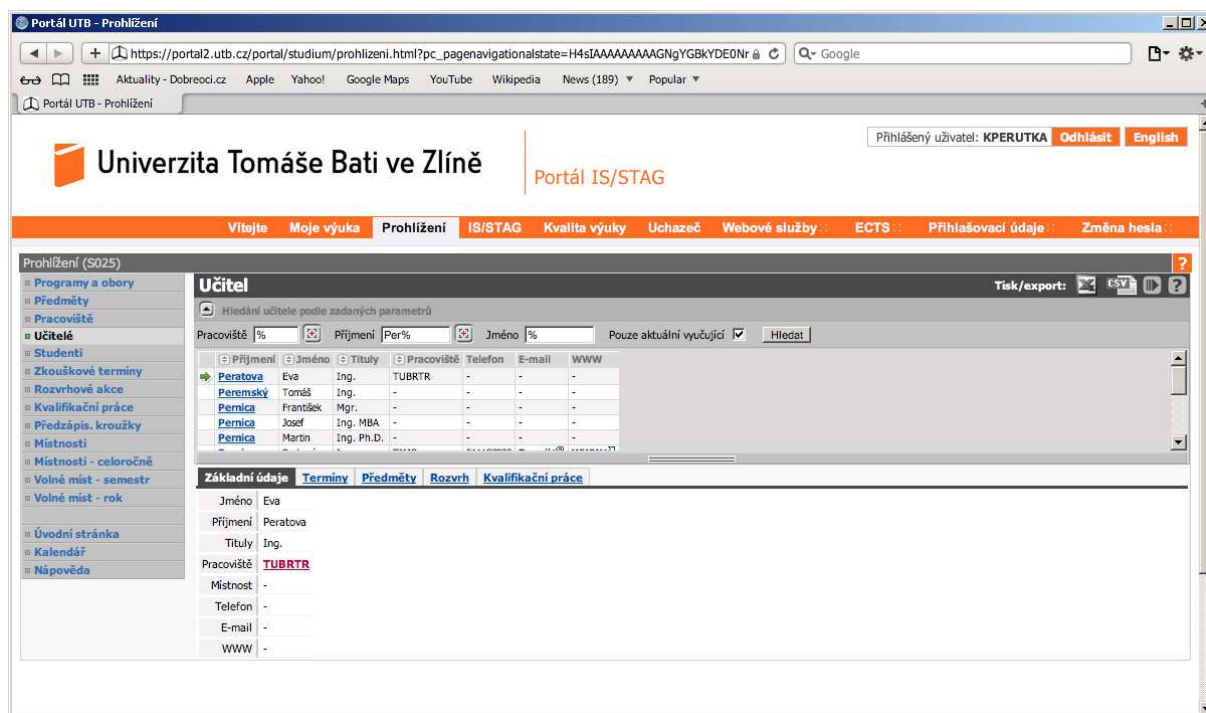 Portál UTB - Prohlížení
https://portal2.utb.cz/portal/studium/prohlizeni.html?pc_pagenavigationalstate=H4sIAAAAAAAAAGNgYGBkYDE0Nr Google
Aktuality - Dobreoci.cz Apple Yahoo! Google Maps YouTube Wikipedia News (189) Popular
Portál UTB - Prohlížení
Přihlášený uživatel: KPERUTKA Odhlásit English
Univerzita Tomáše Bati ve Zlíně
Portál IS/STAG
Vítejte Moje výuka Prohlížení IS/STAG Kvalita výuky Uchazeč Webové služby ECTS Přihlašovací údaje Změna hesla
Prohlížení (S025) ?
Programy a obory
Předměty
Pracoviště
Učitelé
Studenti
Zkouškové termíny
Rozvrhové akce
Kvalifikační práce
Předzápis. kroužky
Místnosti
Místnosti - celoročně
Volné míst - semestr
Volné míst - rok
Úvodní stránka
Kalendář
Nápověda
Učitel Tisk/export: CSV ?
Hledání učitele podle zadaných parametrů
Pracoviště % Příjmení Per% Jméno % Pouze aktuální vyučující Hledat
Příjmení Jméno Tituly Pracoviště Telefon E-mail WWW
Peratova Eva Ing. TUBRTR - - -
Peremský Tomáš Ing. - - - -
Pernica František Mgr. - - - -
Pernica Josef Ing. MBA - - - -
Pernica Martin Ing. Ph.D. - - - -
Základní údaje Termíny Předměty Rozvrh Kvalifikační práce
Jméno Eva
Příjmení Peratova
Tituly Ing.
Pracoviště TUBRTR
Místnost -
Telefon -
E-mail -
WWW -